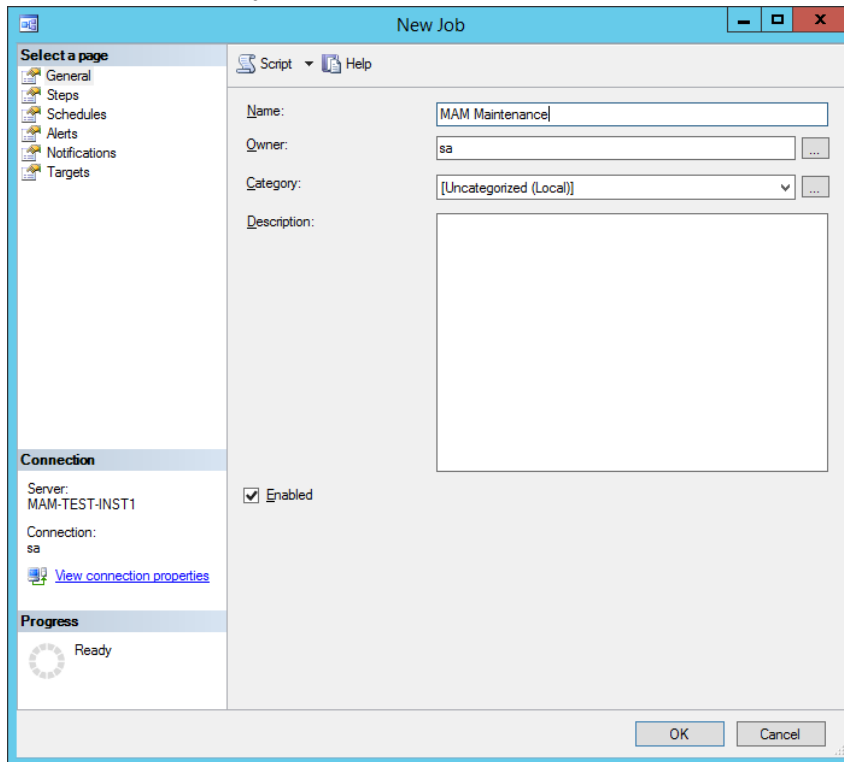 New Job
Select a page
General
Steps
Schedules
Alerts
Notifications
Targets
Script Help
Name: MAM Maintenance
Owner: sa ...
Category: [Uncategorized (Local)] ...
Description:
Enabled
Connection
Server:
MAM-TEST-INST1
Connection:
sa
View connection properties
Progress
Ready
OK Cancel